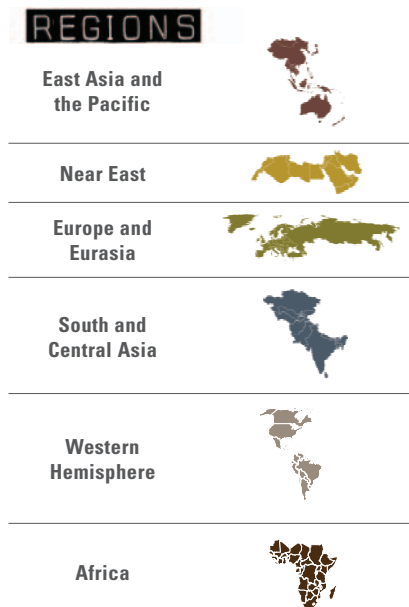 REGIONS
East Asia and
the Pacific
Near East
Europe and
Eurasia
South and
Central Asia
Western
Hemisphere
Africa